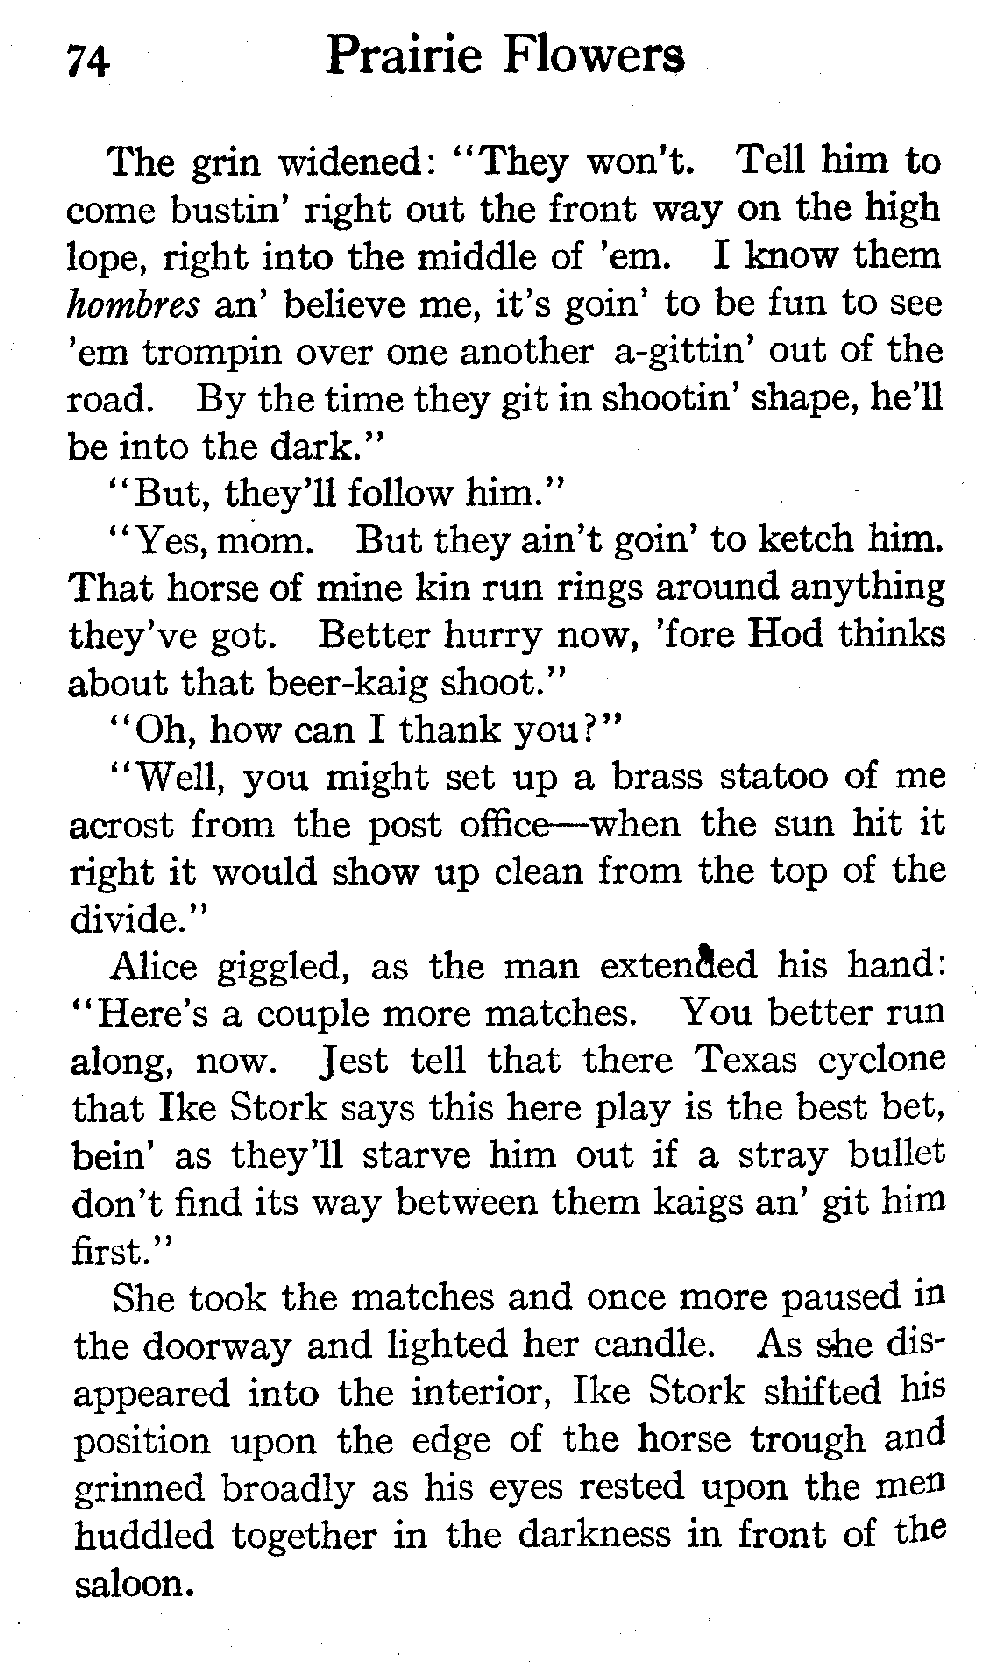 74 Prairie Flowers
The grin widened: "They won't. Tell him to
come bustin' right out the front way on the high
lope, right into the middle of 'em. I know them
hombres an' believe me, it's goin' to be fun to see
'em trompin over one another a-gittin' out of the
road. By the time they git in shootin' shape, he'll
be into the dark."
"But, they'll follow him."
"Yes, mom. But they ain't goin' to ketch him.
That horse of mine kin run rings around anything
they've got. Better hurry now, 'fore Hod thinks
about that beer-kaig shoot."
"Oh, how can I thank you?"
"Well, you might set up a brass statoo of me
acrost from the post office—when the sun hit it
right it would show up clean from the top of the
divide."
Alice giggled, as the man extended his hand:
"Here's a couple more matches. You better run
along, now. Jest tell that there Texas cyclone
that Ike Stork says this here play is the best bet,
bein' as they'll starve him out if a stray bullet
don't find its way between them kaigs an' git him
first."
She took the matches and once more paused in
the doorway and lighted her candle. As she dis-
appeared into the interior, Ike Stork shifted his
position upon the edge of the horse trough and
grinned broadly as his eyes rested upon the men
huddled together in the darkness in front of the
saloon.